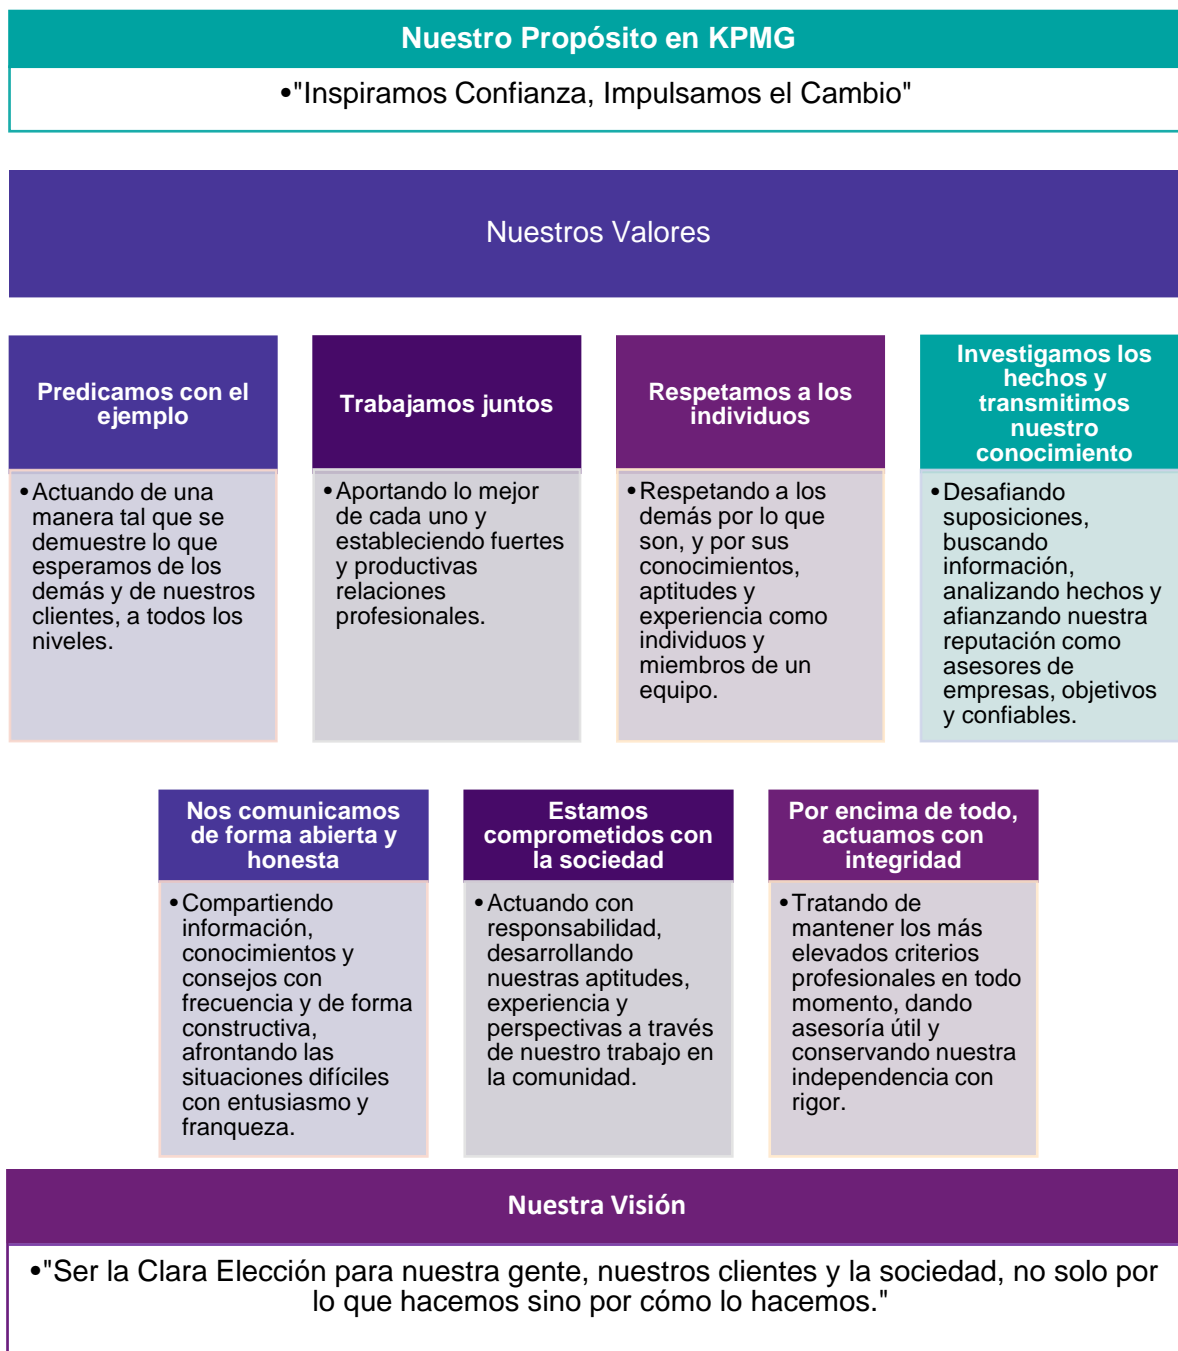 Nuestro Propósito en KPMG
•"Inspiramos Confianza, Impulsamos el Cambio"
Nuestros Valores
Predicamos con el
ejemplo
•Actuando de una
manera tal que se
demuestre lo que
esperamos de los
demás y de nuestros
clientes, a todos los
niveles.
Trabajamos juntos
•Aportando lo mejor
de cada uno y
estableciendo fuertes
y productivas
relaciones
profesionales.
Respetamos a los
individuos
•Respetando a los
demás por lo que
son, y por sus
conocimientos,
aptitudes y
experiencia como
individuos y
miembros de un
equipo.
Investigamos los
hechos y
transmitimos
nuestro
conocimiento
•Desafiando
suposiciones,
buscando
información,
analizando hechos y
afianzando nuestra
reputación como
asesores de
empresas, objetivos
y confiables.
Nos comunicamos
de forma abierta y
honesta
•Compartiendo
información,
conocimientos y
consejos con
frecuencia y de forma
constructiva,
afrontando las
situaciones difíciles
con entusiasmo y
franqueza.
Estamos
comprometidos con
la sociedad
•Actuando con
responsabilidad,
desarrollando
nuestras aptitudes,
experiencia y
perspectivas a través
de nuestro trabajo en
la comunidad.
Por encima de todo,
actuamos con
integridad
•Tratando de
mantener los más
elevados criterios
profesionales en todo
momento, dando
asesoría útil y
conservando nuestra
independencia con
rigor.
Nuestra Visión
•"Ser la Clara Elección para nuestra gente, nuestros clientes y la sociedad, no solo por
lo que hacemos sino por cómo lo hacemos."